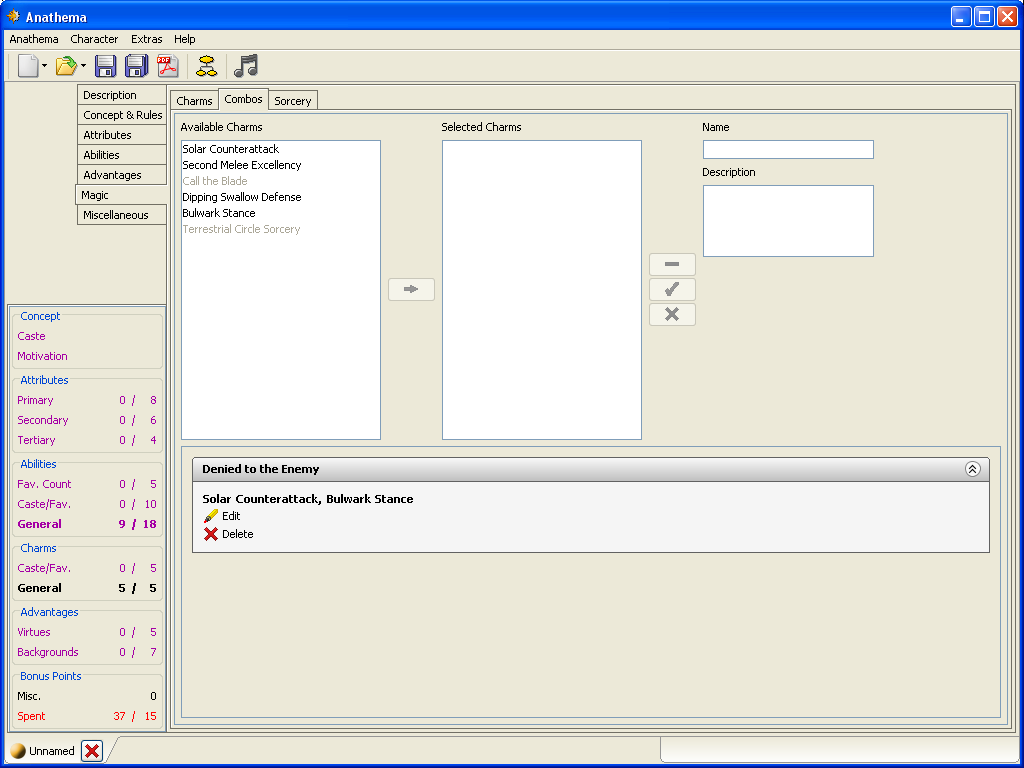 Anathema
Anathema Character Extras Help
PDF
Description
Concept & Rules
Attributes
Abilities
Advantages
Magic
Miscellaneous
Charms Combos Sorcery
Available Charms
Solar Counterattack
Second Melee Excellency
Call the Blade
Dipping Swallow Defense
Bulwark Stance
Terrestrial Circle Sorcery
Selected Charms
Name
Description
Denied to the Enemy
Solar Counterattack, Bulwark Stance
Edit
Delete
Concept
Caste
Motivation
Attributes
Primary 0 / 8
Secondary 0 / 6
Tertiary 0 / 4
Abilities
Fav. Count 0 / 5
Caste/Fav. 0 / 10
General 9 / 18
Charms
Caste/Fav. 0 / 5
General 5 / 5
Advantages
Virtues 0 / 5
Backgrounds 0 / 7
Bonus Points
Misc. 0
Spent 37 / 15
Unnamed